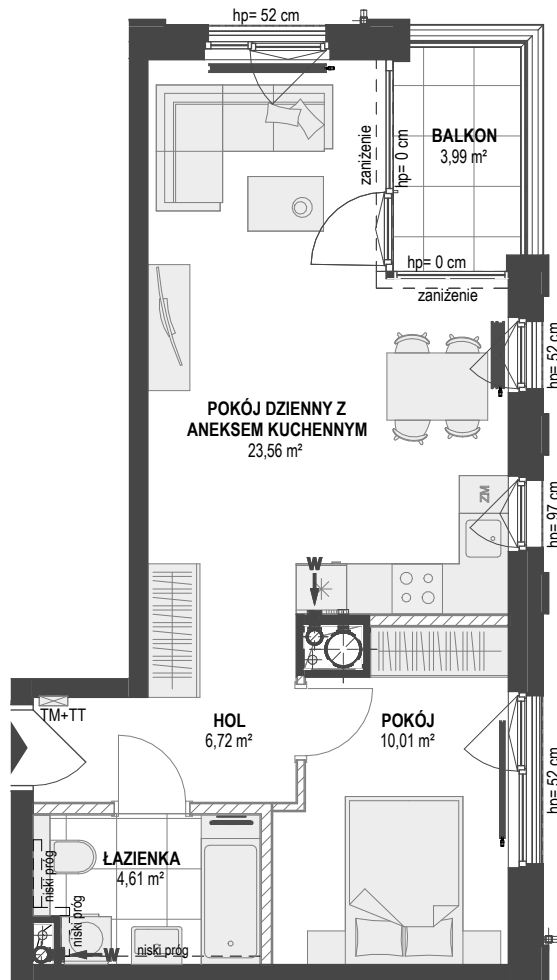 hp= 52 cm
BALKON
3,99 m²
zaniżenie
hp= 0 cm
hp= 0 cm
zaniżenie
hp= 52 cm
POKÓJ DZIENNY Z
ANEKSEM KUCHENNYM
23,56 m²
ZM
hp= 97 cm
W
TM+TT
HOL
6,72 m²
POKÓJ
10,01 m²
hp= 52 cm
ŁAZIENKA
4,61 m²
niski próg
niski próg
W
niski próg